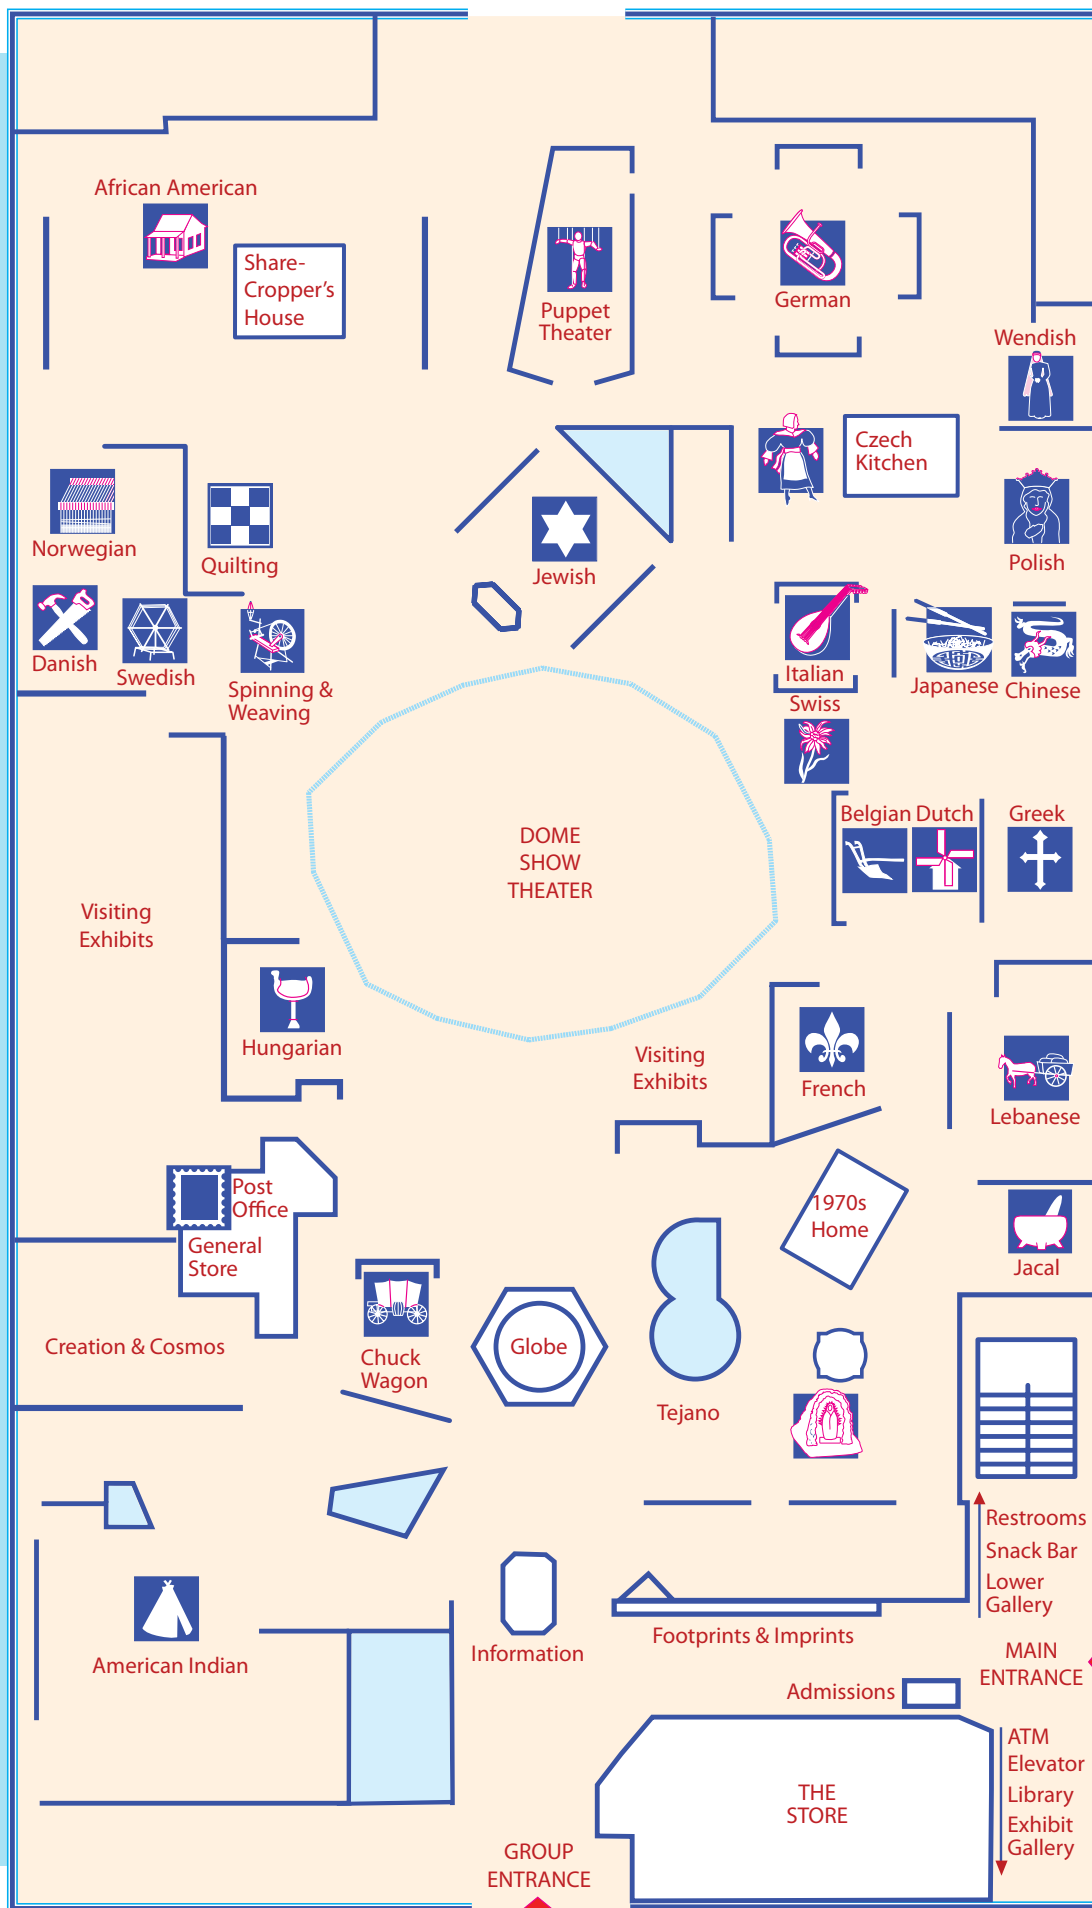 African American
Share-
Cropper's
House
Puppet
Theater
German
Wendish
Czech
Kitchen
Polish
Norwegian
Quilting
Jewish
Danish
Swedish
Spinning &
Weaving
Italian
Swiss
Japanese
Chinese
DOME
SHOW
THEATER
Belgian
Dutch
Greek
Visiting
Exhibits
Hungarian
Visiting
Exhibits
French
Lebanese
Post
Office
General
Store
1970s
Home
Jacal
Creation & Cosmos
Chuck
Wagon
Globe
Tejano
Restrooms
Snack Bar
Lower
Gallery
American Indian
Information
Footprints & Imprints
MAIN
ENTRANCE
Admissions
ATM
Elevator
Library
Exhibit
Gallery
THE
STORE
GROUP
ENTRANCE